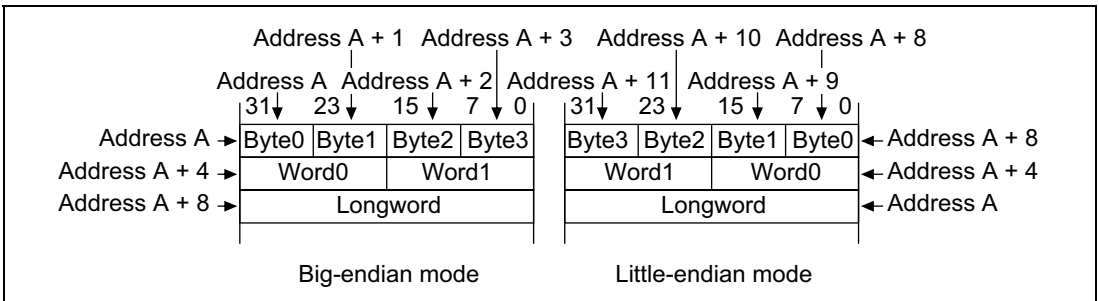 Address A + 1 Address A + 3 Address A + 10 Address A + 8
Address A Address A + 2 Address A + 11 Address A + 9
31 23 15 7 0 31 23 15 7 0
Address A Byte0 Byte1 Byte2 Byte3 Byte3 Byte2 Byte1 Byte0 Address A + 8
Address A + 4 Word0 Word1 Word1 Word0 Address A + 4
Address A + 8 Longword Longword Address A
Big-endian mode Little-endian mode